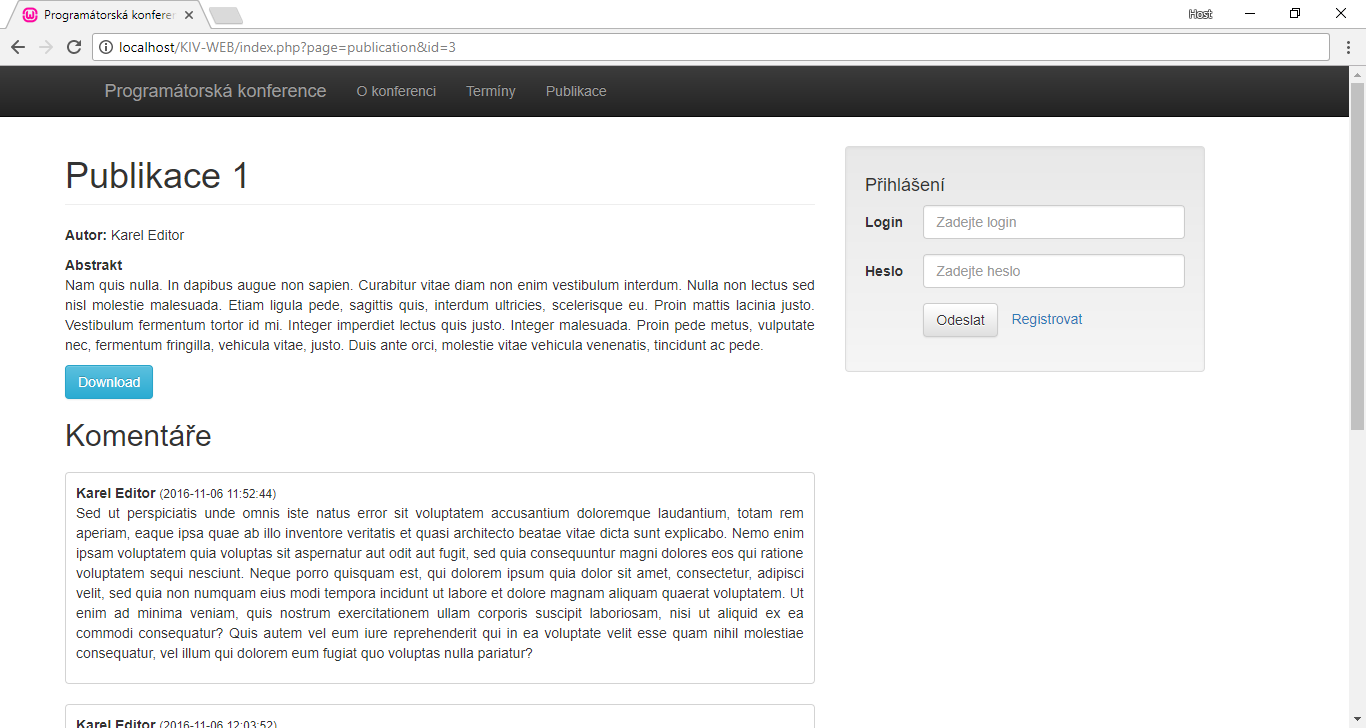 Programátorská konferer
Host
localhost/KIV-WEB/index.php?page=publication&id=3
Programátorská konference O konferenci Termíny Publikace
Publikace 1
Autor: Karel Editor
Abstrakt
Nam quis nulla. In dapibus augue non sapien. Curabitur vitae diam non enim vestibulum interdum. Nulla non lectus sed
nisl molestie malesuada. Etiam ligula pede, sagittis quis, interdum ultricies, scelerisque eu. Proin mattis lacinia justo.
Vestibulum fermentum tortor id mi. Integer imperdiet lectus quis justo. Integer malesuada. Proin pede metus, vulputate
nec, fermentum fringilla, vehicula vitae, justo. Duis ante orci, molestie vitae vehicula venenatis, tincidunt ac pede.
Download
Komentáře
Karel Editor (2016-11-06 11:52:44)
Sed ut perspiciatis unde omnis iste natus error sit voluptatem accusantium doloremque laudantium, totam rem
aperiam, eaque ipsa quae ab illo inventore veritatis et quasi architecto beatae vitae dicta sunt explicabo. Nemo enim
ipsam voluptatem quia voluptas sit aspernatur aut odit aut fugit, sed quia consequuntur magni dolores eos qui ratione
voluptatem sequi nesciunt. Neque porro quisquam est, qui dolorem ipsum quia dolor sit amet, consectetur, adipisci
velit, sed quia non numquam eius modi tempora incidunt ut labore et dolore magnam aliquam quaerat voluptatem. Ut
enim ad minima veniam, quis nostrum exercitationem ullam corporis suscipit laboriosam, nisi ut aliquid ex ea
commodi consequatur? Quis autem vel eum iure reprehenderit qui in ea voluptate velit esse quam nihil molestiae
consequatur, vel illum qui dolorem eum fugiat quo voluptas nulla pariatur?
Karel Editor (2016-11-06 12:03:52)
Přihlášení
Login Zadejte login
Heslo Zadejte heslo
Odeslat Registrovat